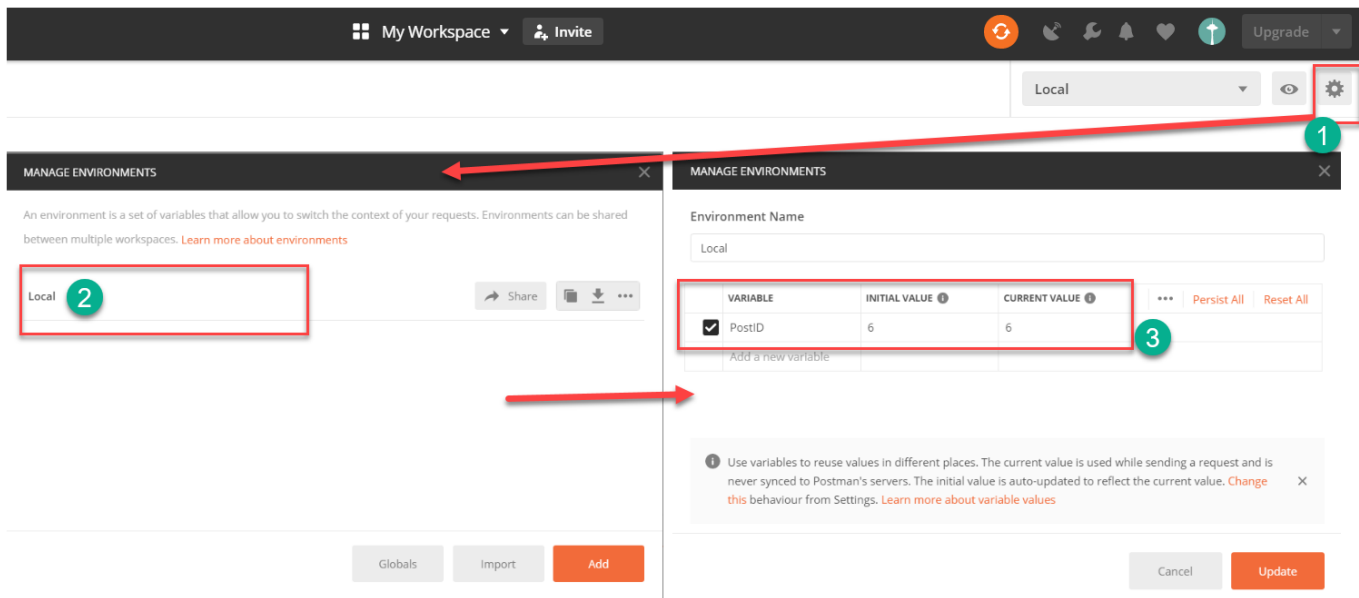 My Workspace
Invite
Upgrade
Local
1
MANAGE ENVIRONMENTS
An environment is a set of variables that allow you to switch the context of your requests. Environments can be shared
between multiple workspaces. Learn more about environments
Local
2
Share
Globals
Import
Add
MANAGE ENVIRONMENTS
Environment Name
Local
VARIABLE INITIAL VALUE CURRENT VALUE Persist All Reset All
PostID 6 6
3
Add a new variable
Use variables to reuse values in different places. The current value is used while sending a request and is
never synced to Postman's servers. The initial value is auto-updated to reflect the current value. Change
this behaviour from Settings. Learn more about variable values
Cancel
Update